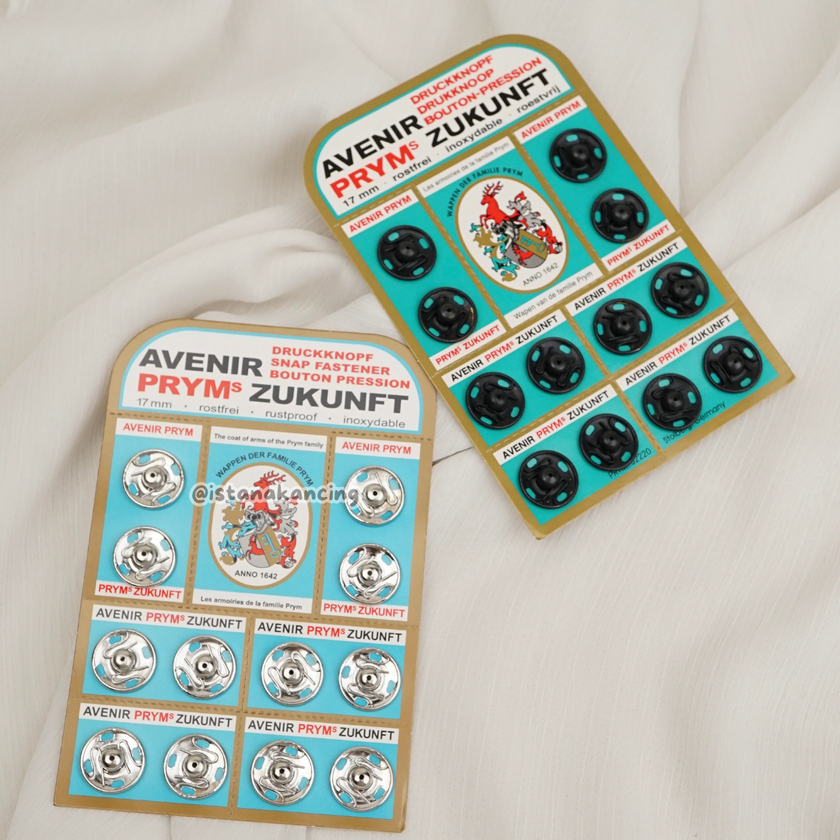 AVENIR
DRUCKKNOPF
DRUKKNOOP
BOUTON-PRESSION
PRYMS ZUKUNFT
17 mm · rostfrei · inoxydable · roestvrij
AVENIR PRYM
Les armoiries de la famille Prym
AVENIR PRYM
WAPPEN DER FAMILIE PRYM
ANNO 1642
Wapen van de familie Prym
PRYMS ZUKUNFT
PRYMS ZUKUNFT
AVENIR PRYMS ZUKUNFT
AVENIR PRYMS ZUKUNFT
AVENIR PRYMS ZUKUNFT
AVENIR PRYMS ZUKUNFT
Germany
AVENIR
DRUCKKNOPF
SNAP FASTENER
BOUTON PRESSION
PRYMS ZUKUNFT
17 mm · rostfrei · rustproof · inoxydable
AVENIR PRYM
The coat of arms of the Prym family
AVENIR PRYM
WAPPEN DER FAMILIE PRYM
@istanakancing
ANNO 1642
Les armoiries de la famille Prym
PRYMS ZUKUNFT
PRYMS ZUKUNFT
AVENIR PRYMS ZUKUNFT
AVENIR PRYMS ZUKUNFT
AVENIR PRYMS ZUKUNFT
AVENIR PRYMS ZUKUNFT